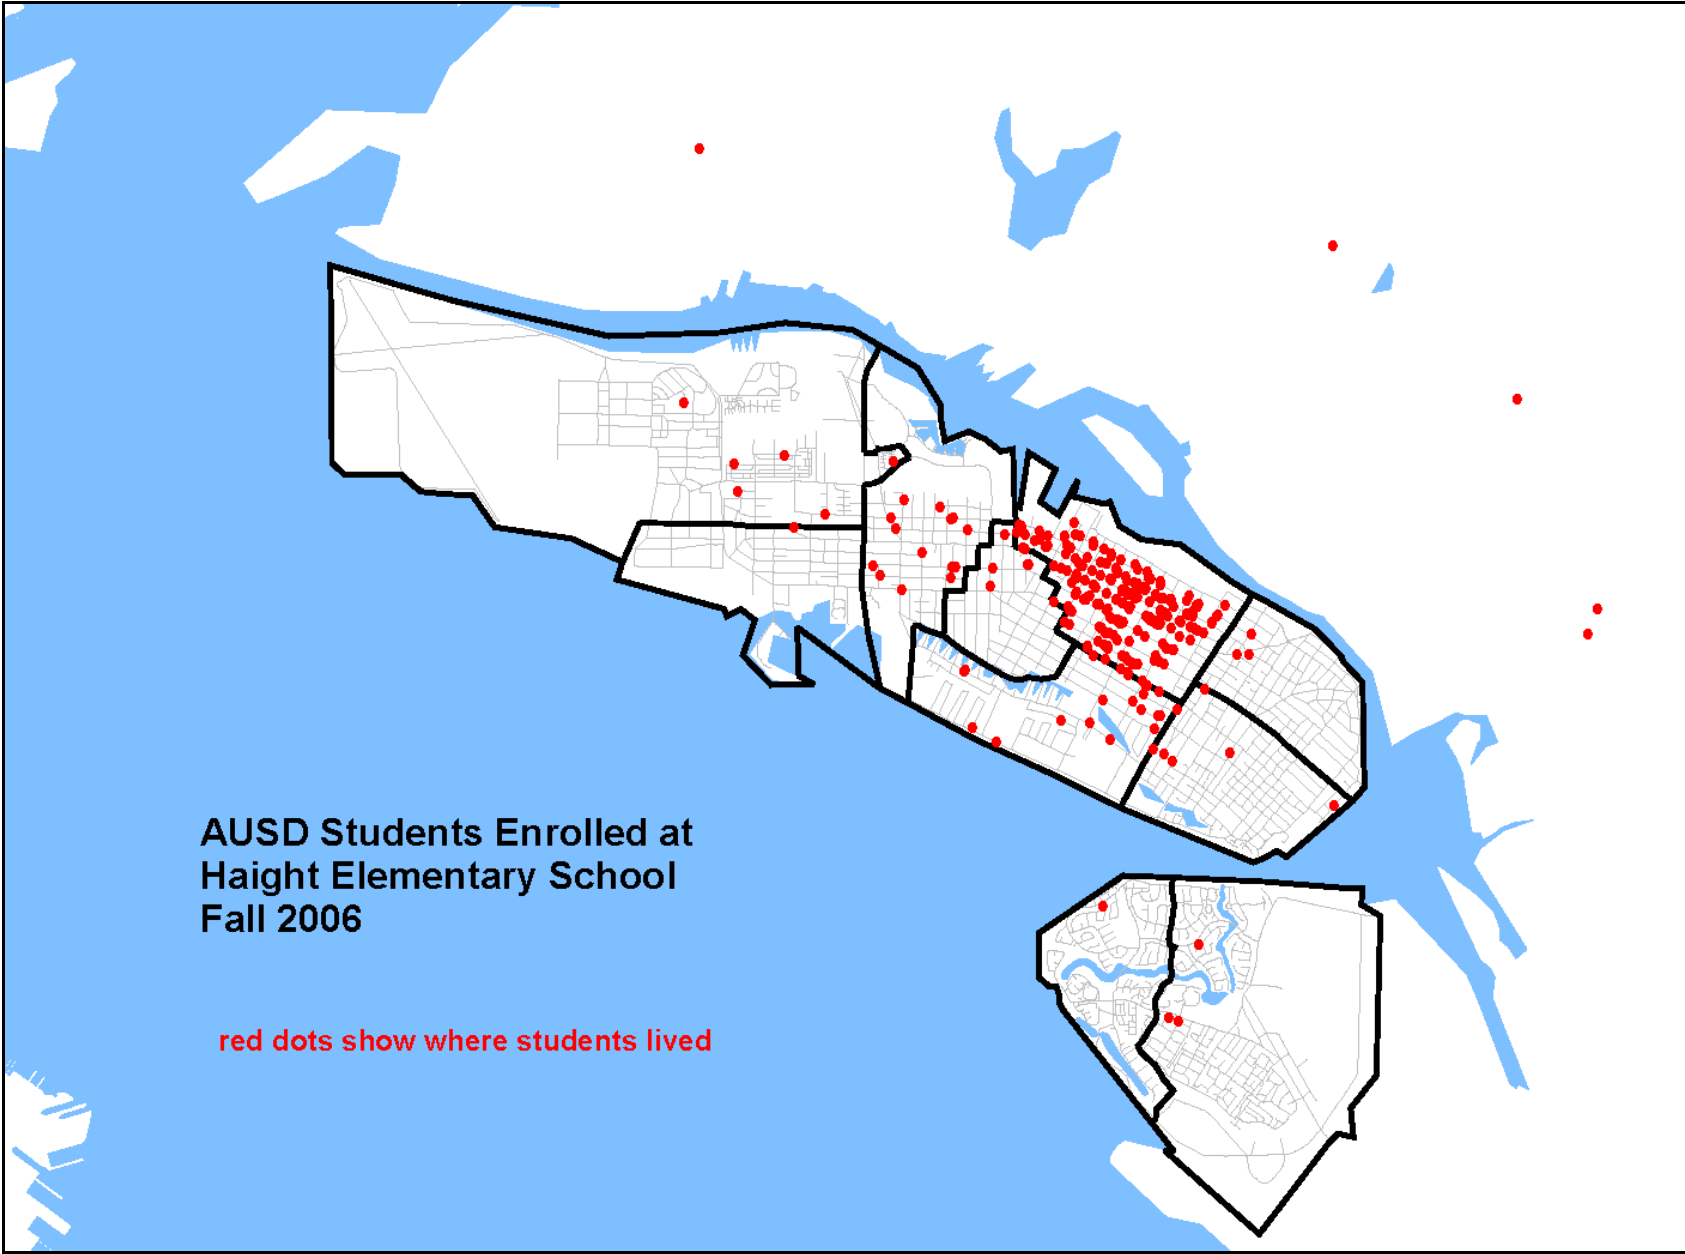 AUSD Students Enrolled at
Haight Elementary School
Fall 2006
red dots show where students lived